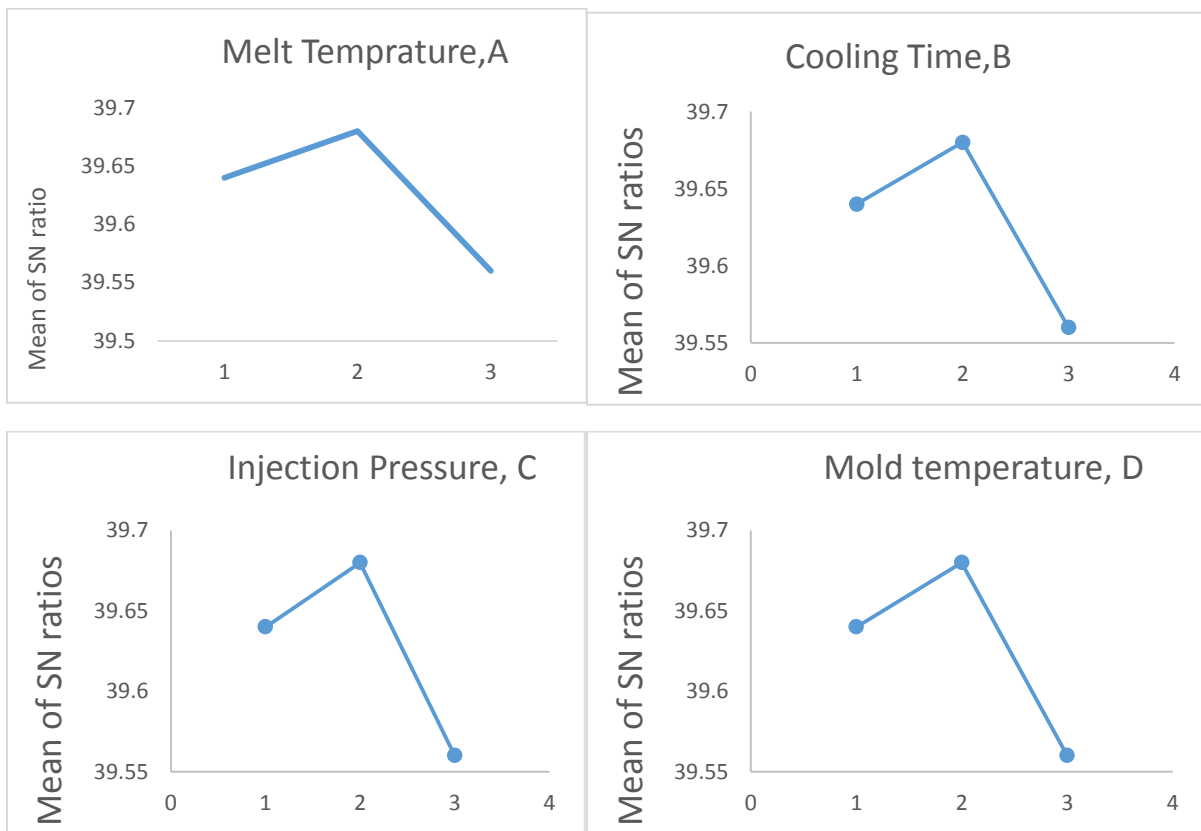 Melt Temprature,A
Mean of SN ratio
39.7
39.65
39.6
39.55
39.5
1 2 3
Cooling Time,B
Mean of SN ratios
39.7
39.65
39.6
39.55
0 1 2 3 4
Injection Pressure, C
Mean of SN ratios
39.7
39.65
39.6
39.55
0 1 2 3 4
Mold temperature, D
Mean of SN ratios
39.7
39.65
39.6
39.55
0 1 2 3 4